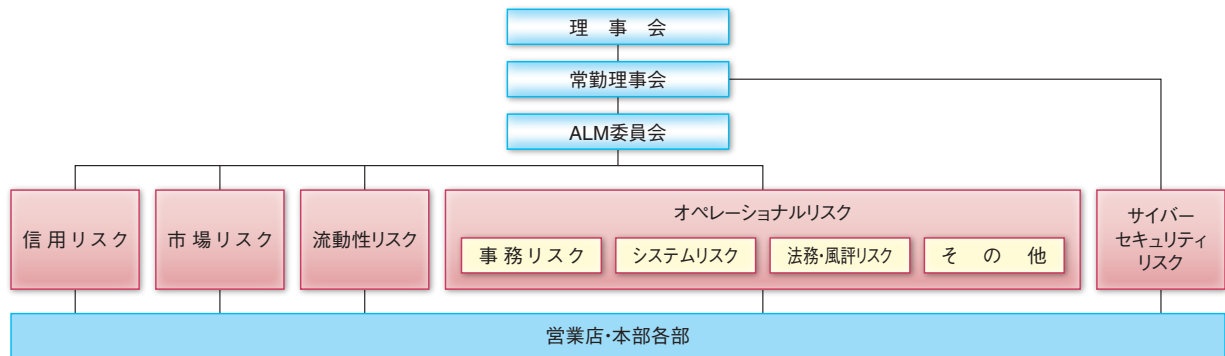 理事会
常勤理事会
ALM委員会
信用リスク
市場リスク
流動性リスク
オペレーショナルリスク
事務リスク
システムリスク
法務・風評リスク
その他
サイバー
セキュリティ
リスク
営業店・本部各部